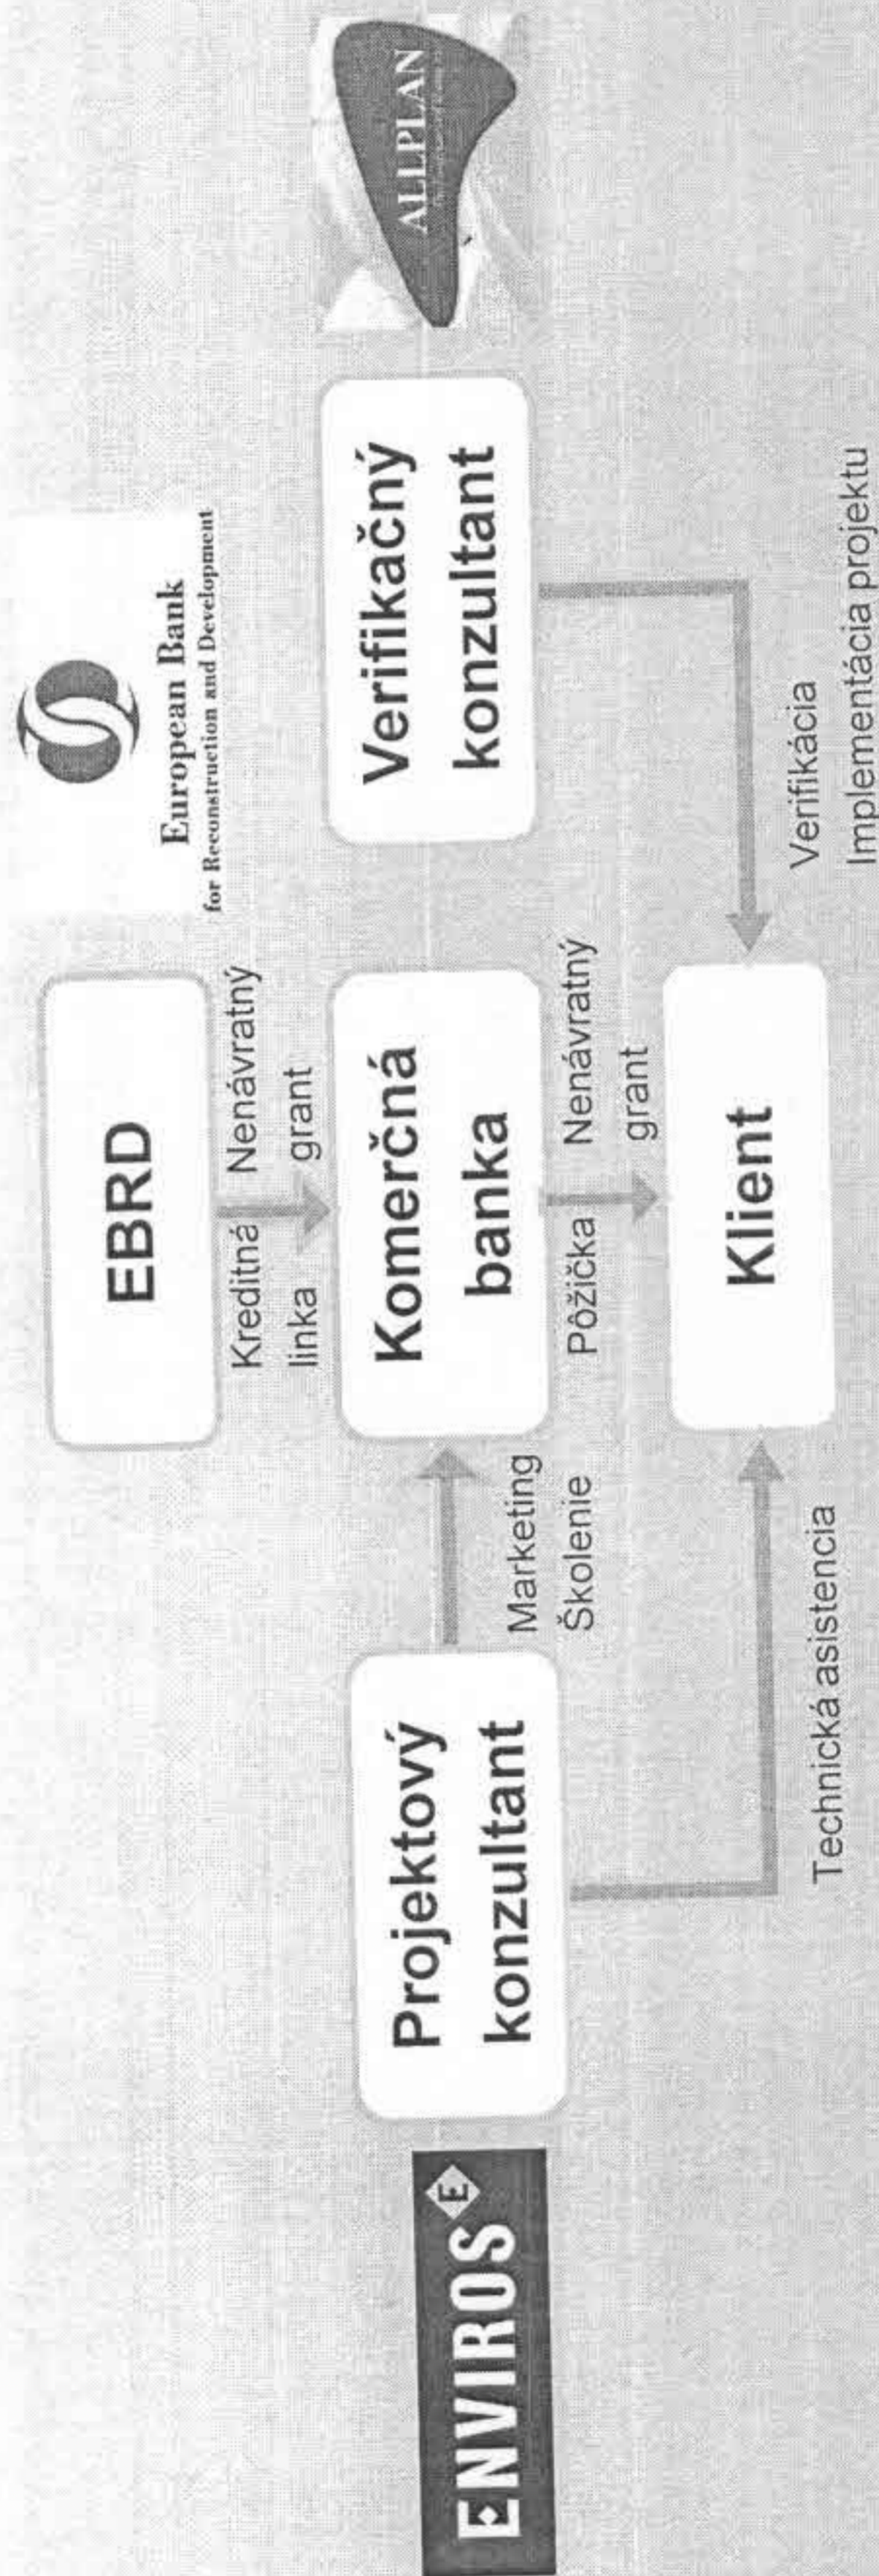 EBRD
European Bank
for Reconstruction and Development
Kreditná
linka
Nenávratný
grant
ENVIROS E
Projektový
konzultant
Marketing
Školenie
Komerčná
banka
Verifikačný
konzultant
ALLPLAN
Pôžička
Nenávratný
grant
Technická asistencia
Klient
Verifikácia
Implementácia projektu